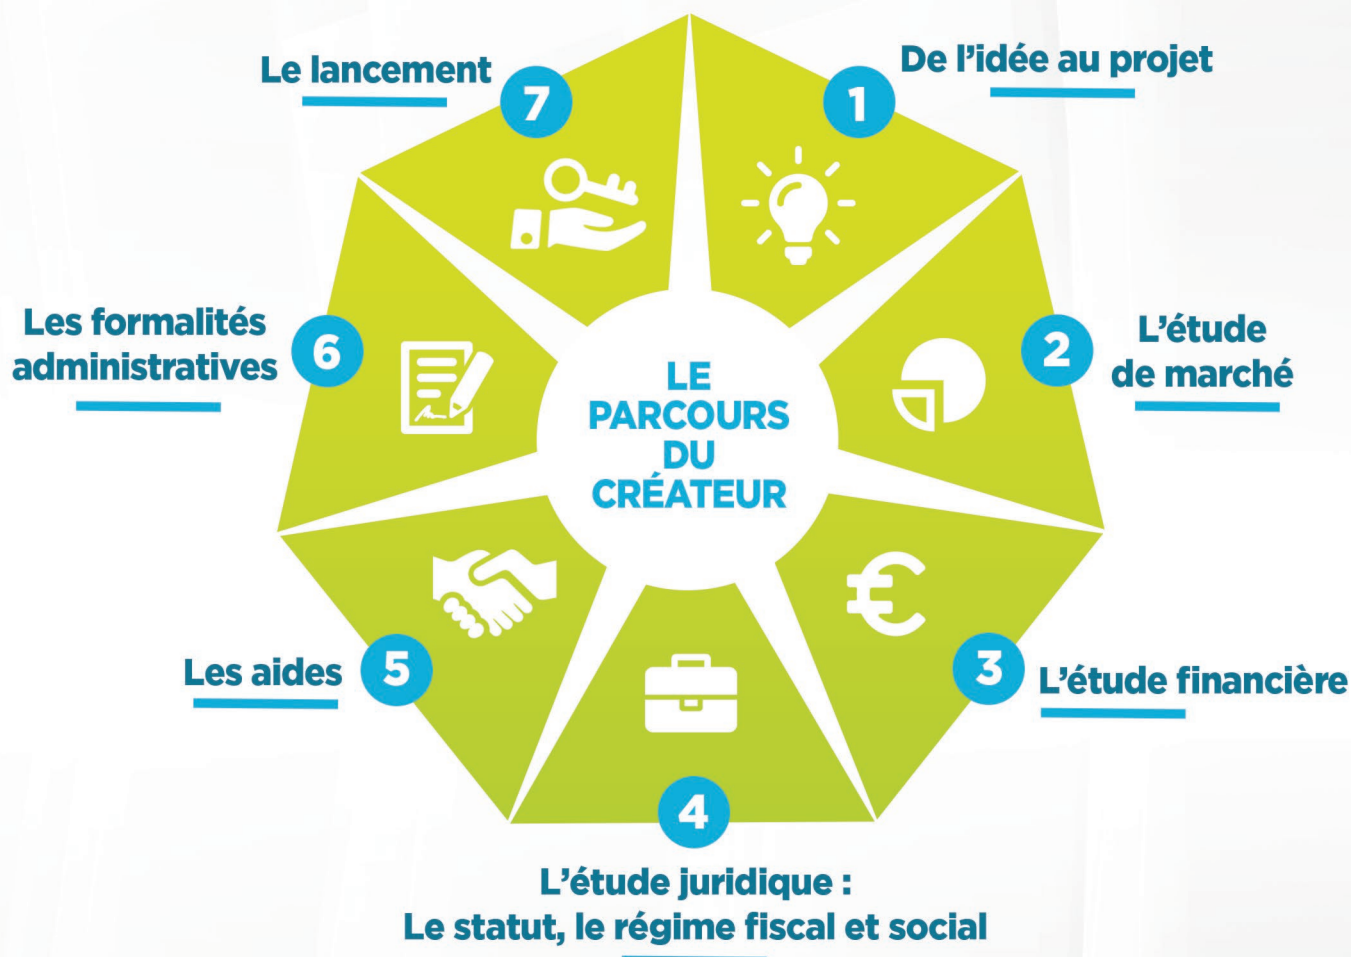 LE
PARCOURS
DU
CRÉATEUR
1
De l’idée au projet
2
L’étude
de marché
3
L’étude financière
4
L’étude juridique :
Le statut, le régime fiscal et social
5
Les aides
6
Les formalités
administratives
7
Le lancement
€